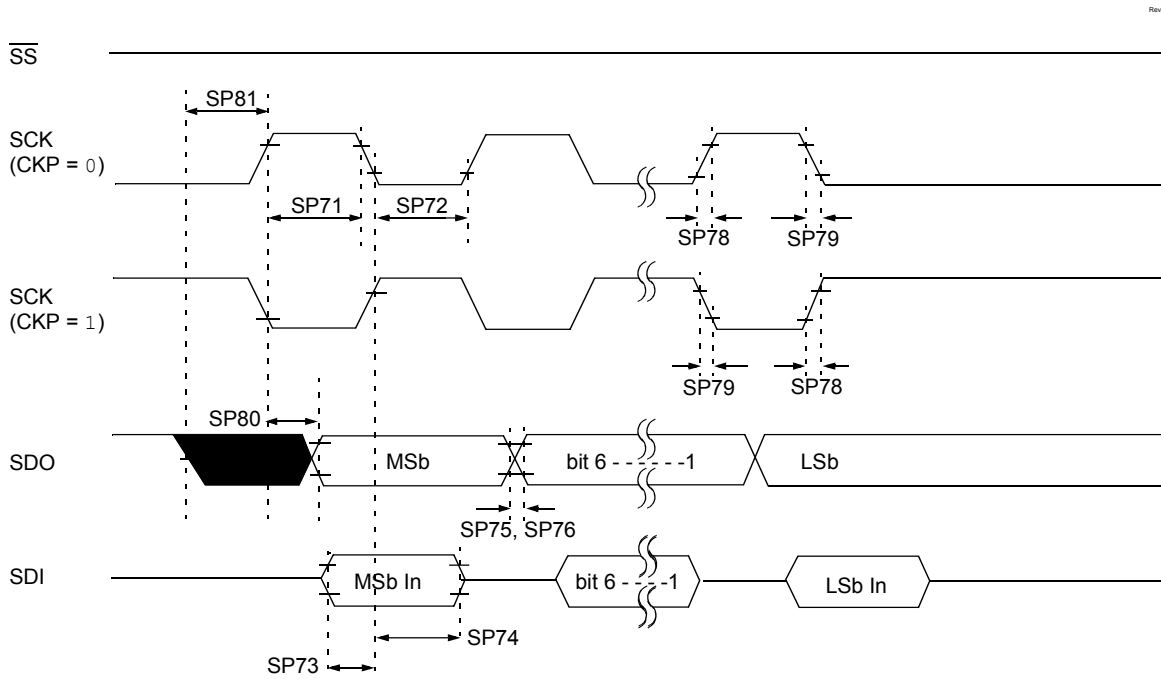 Rev
SS
SP81
SCK
(CKP = 0)
SP71
SP72
SP78
SP79
SCK
(CKP = 1)
SP79
SP78
SP80
SDO
MSb
bit 6 - - - - - -1
LSb
SP75, SP76
SDI
MSb In
bit 6 - - - - -1
LSb In
SP74
SP73